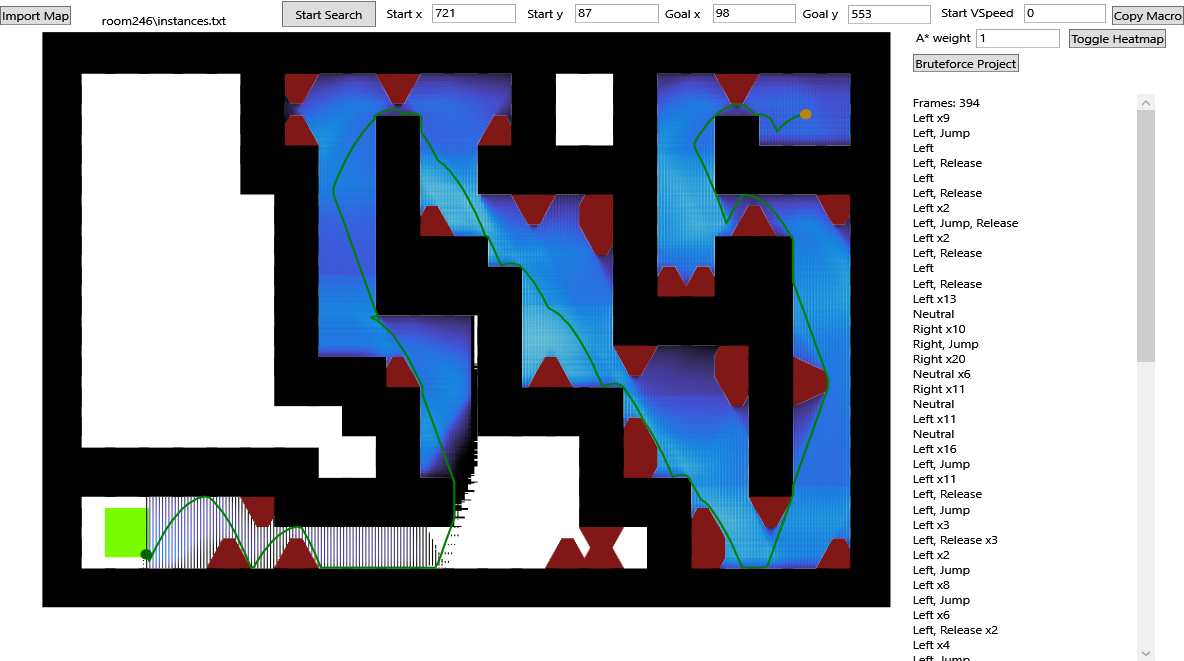 Import Map
room246\instances.txt
Start Search
Start x 721
Start y 87
Goal x 98
Goal y 553
Start VSpeed 0
Copy Macro
A* weight 1
Toggle Heatmap
Bruteforce Project
Frames: 394
Left x9
Left, Jump
Left
Left, Release
Left
Left, Release
Left x2
Left, Jump, Release
Left x2
Left, Release
Left
Left, Release
Left x13
Neutral
Right x10
Right, Jump
Right x20
Neutral x6
Right x11
Neutral
Left x11
Neutral
Left x16
Left, Jump
Left x11
Left, Release
Left, Jump
Left x3
Left, Release x3
Left x2
Left, Jump
Left x8
Left, Jump
Left x6
Left, Release x2
Left x4
Left, Jump